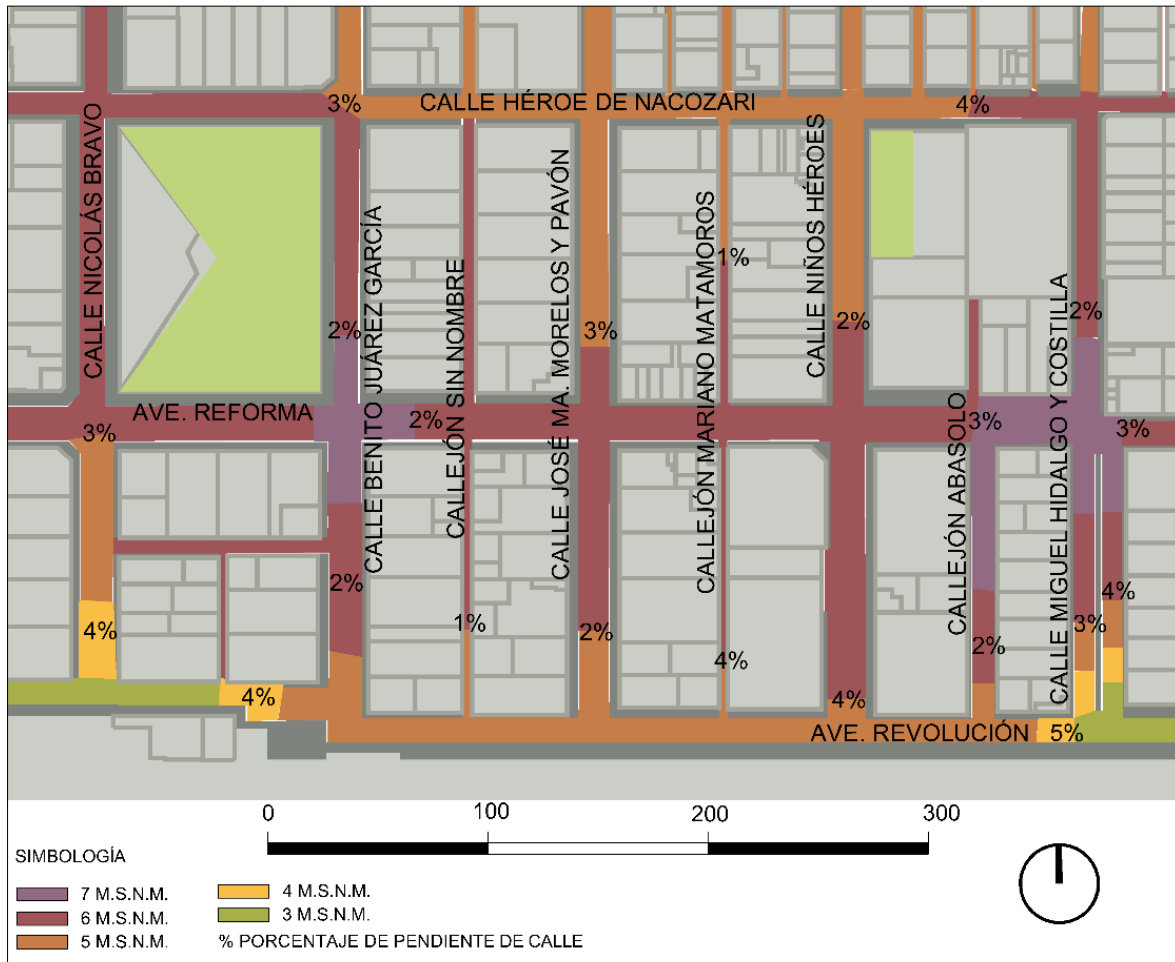 3%
CALLE HÉROE DE NACOZARI
4%
CALLE NICOLÁS BRAVO
CALLE BENITO JUÁREZ GARCÍA
CALLEJÓN SIN NOMBRE
CALLE JOSÉ MA. MORELOS Y PAVÓN
CALLEJÓN MARIANO MATAMOROS
CALLE NIÑOS HÉROES
CALLEJÓN ABASOLO
CALLE MIGUEL HIDALGO Y COSTILLA
1%
2%
3%
2%
2%
AVE. REFORMA
2%
3%
3%
3%
2%
1%
2%
4%
2%
3%
4%
4%
4%
4%
AVE. REVOLUCIÓN
5%
0
100
200
300
SIMBOLOGÍA
7 M.S.N.M.
6 M.S.N.M.
5 M.S.N.M.
4 M.S.N.M.
3 M.S.N.M.
% PORCENTAJE DE PENDIENTE DE CALLE